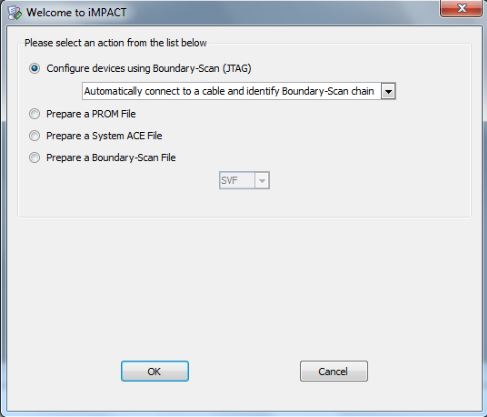 Welcome to iMPACT
Please select an action from the list below
Configure devices using Boundary-Scan (JTAG)
Automatically connect to a cable and identify Boundary-Scan chain
Prepare a PROM File
Prepare a System ACE File
Prepare a Boundary-Scan File
SVF
OK Cancel